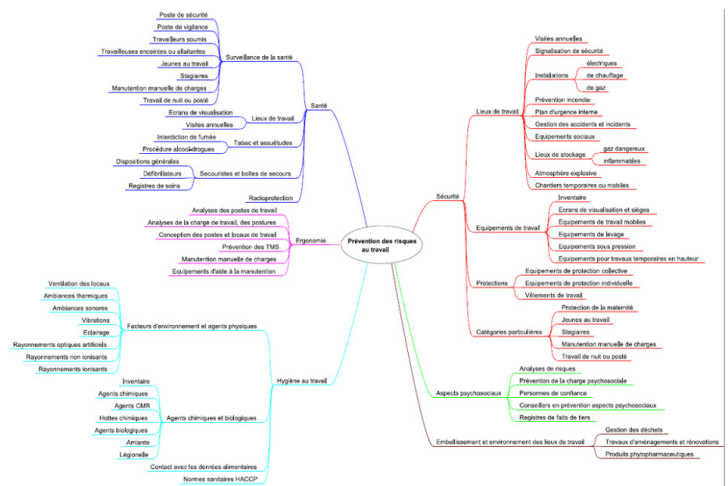 Prévention des risques
au travail
Santé
Surveillance de la santé
Poste de sécurité
Poste de vigilance
Travailleurs soumis
Travailleuses enceintes ou allaitantes
Jeunes au travail
Stagiaires
Manutention manuelle de charges
Travail de nuit ou posté
Lieux de travail
Ecrans de visualisation
Visites annuelles
Tabec et assuétudes
Interdiction de fumée
Procédure alcool-drogues
Secouristes et boîtes de secours
Dispositions générales
Défibrillateurs
Registres de soins
Radioprotection
Ergonomie
Analyses des postes de travail
Analyses de la charge de travail, des postures
Conception des postes et locaux de travail
Prévention des TMS
Manutention manuelle de charges
Equipements d'aide à la manutention
Hygiène au travail
Facteurs d'environnement et agents physiques
Ventilation des locaux
Ambiances thermiques
Ambiances sonores
Vibrations
Eclairage
Rayonnements optiques artificiels
Rayonnements non ionisants
Rayonnements ionisants
Agents chimiques et biologiques
Inventaire
Agents chimiques
Agents CMR
Hottes chimiques
Agents biologiques
Amiante
Légionelle
Contact avec les denrées alimentaires
Normes sanitaires HACCP
Sécurité
Lieux de travail
Visites annuelles
Signalisation de sécurité
Installations
électriques
de chauffage
de gaz
Prévention incendie
Plan d'urgence interne
Gestion des accidents et incidents
Equipements sociaux
Lieux de stockage
gaz dangereux
inflammables
Atmosphère explosive
Chantiers temporaires ou mobiles
Equipements de travail
Inventaire
Ecrans de visualisation et sièges
Equipements de travail mobiles
Equipements de levage
Equipements sous pression
Equipements pour travaux temporaires en hauteur
Protections
Equipements de protection collective
Equipements de protection individuelle
Vêtements de travail
Catégories particulières
Protection de la maternité
Jeunes au travail
Stagiaires
Manutention manuelle de charges
Travail de nuit ou posté
Aspects psychosociaux
Analyses de risques
Prévention de la charge psychosociale
Personnes de confiance
Conseillers en prévention aspects psychosociaux
Registres de faits de tiers
Embellissement et environnement des lieux de travail
Gestion des déchets
Travaux d'aménagements et rénovations
Produits phytopharmaceutiques